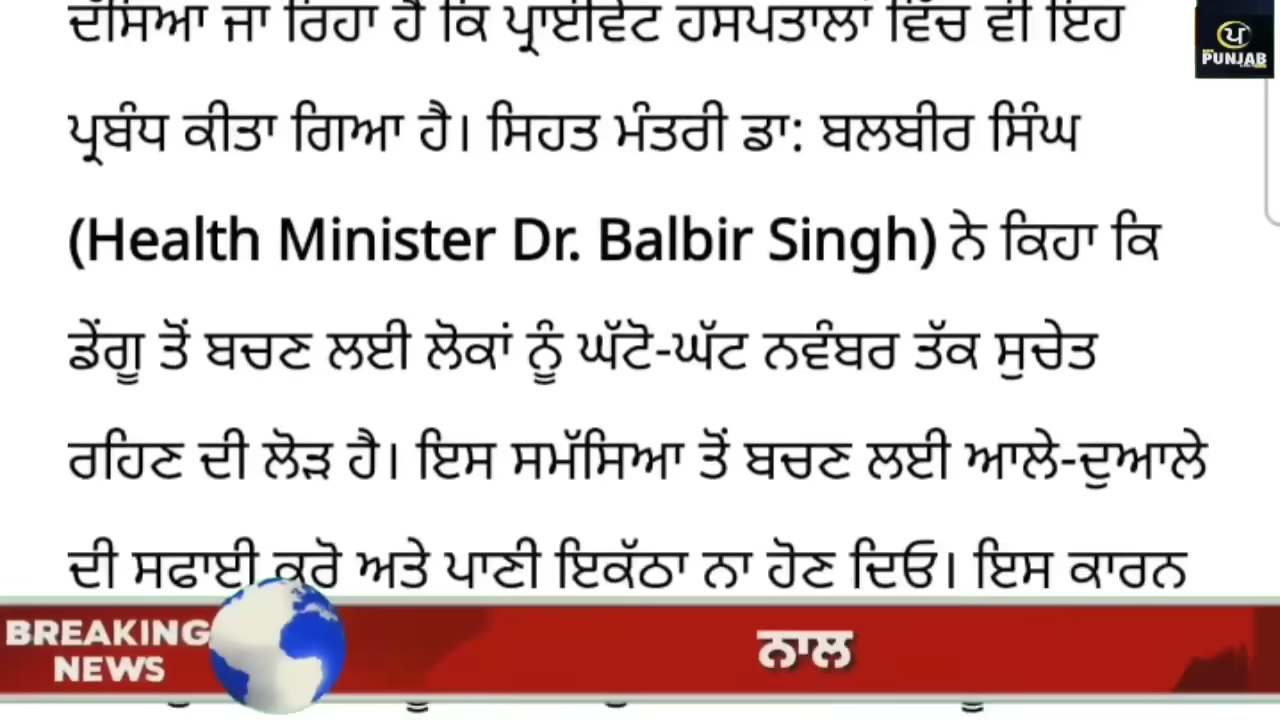 ਦੱਸਿਆ ਜਾ ਰਿਹਾ ਹੈ ਕਿ ਪ੍ਰਾਈਵੇਟ ਹਸਪਤਾਲਾਂ ਵਿੱਚ ਵੀ ਇਹ
ਪ੍ਰਬੰਧ ਕੀਤਾ ਗਿਆ ਹੈ। ਸਿਹਤ ਮੰਤਰੀ ਡਾ: ਬਲਬੀਰ ਸਿੰਘ
(Health Minister Dr. Balbir Singh) ਨੇ ਕਿਹਾ ਕਿ
ਡੇਂਗੂ ਤੋਂ ਬਚਣ ਲਈ ਲੋਕਾਂ ਨੂੰ ਘੱਟੋ-ਘੱਟ ਨਵੰਬਰ ਤੱਕ ਸੁਚੇਤ
ਰਹਿਣ ਦੀ ਲੋੜ ਹੈ। ਇਸ ਸਮੱਸਿਆ ਤੋਂ ਬਚਣ ਲਈ ਆਲੇ-ਦੁਆਲੇ
ਦੀ ਸਫਾਈ ਕਰੋ ਅਤੇ ਪਾਣੀ ਇਕੱਠਾ ਨਾ ਹੋਣ ਦਿਓ। ਇਸ ਕਾਰਨ
BREAKING
NEWS
ਨਾਲ
ਪ
PUNJAB